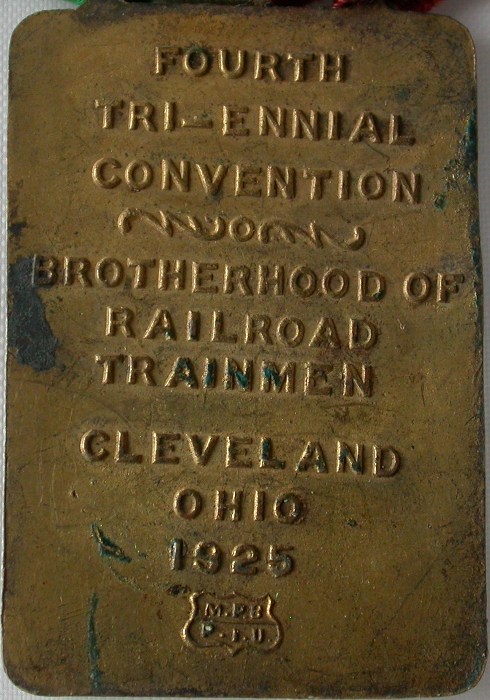 FOURTH
TRI-ENNIAL
CONVENTION
BROTHERHOOD OF
RAILROAD
TRAINMEN
CLEVELAND
OHIO
1925